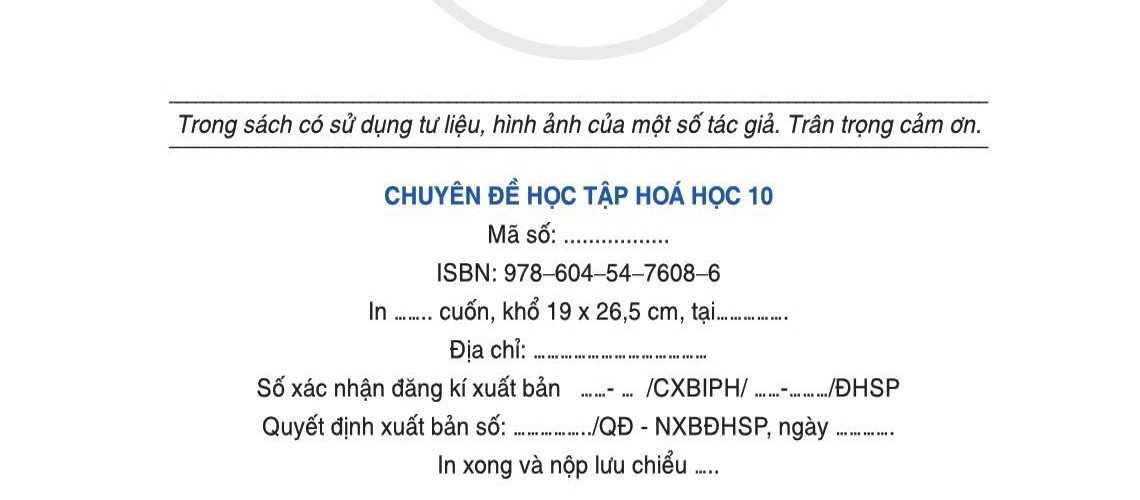 Trong sách có sử dụng tư liệu, hình ảnh của một số tác giả. Trân trọng cảm ơn.
CHUYÊN ĐỀ HỌC TẬP HOÁ HỌC 10
Mã số: .................
ISBN: 978–604–54–7608–6
In …….. cuốn, khổ 19 x 26,5 cm, tại…………….
Địa chỉ: …………………………………
Số xác nhận đăng kí xuất bản ……- … /CXBIPH/ ……-………/ĐHSP
Quyết định xuất bản số: ……………../QĐ - NXBĐHSP, ngày ………….
In xong và nộp lưu chiểu …..